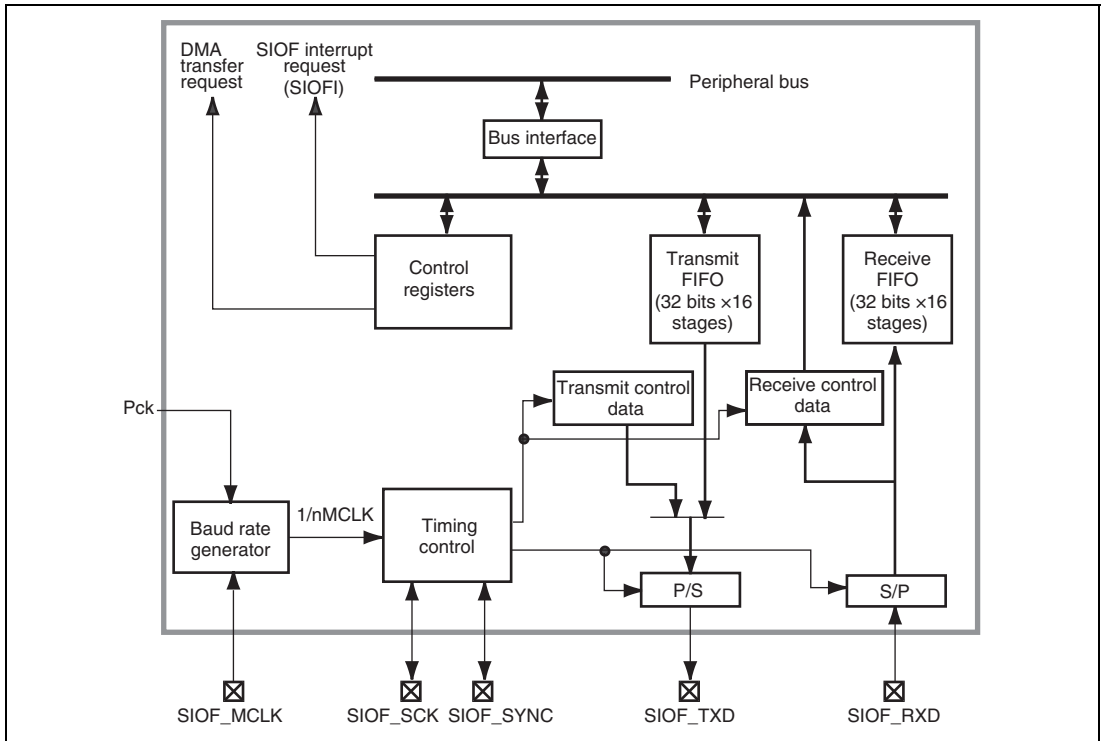 DMA
transfer
request
SIOF interrupt
request
(SIOFI)
Peripheral bus
Bus interface
Control
registers
Transmit
FIFO
(32 bits ×16
stages)
Receive
FIFO
(32 bits ×16
stages)
Transmit control
data
Receive control
data
Pck
Baud rate
generator
1/nMCLK
Timing
control
P/S
S/P
SIOF_MCLK
SIOF_SCK
SIOF_SYNC
SIOF_TXD
SIOF_RXD